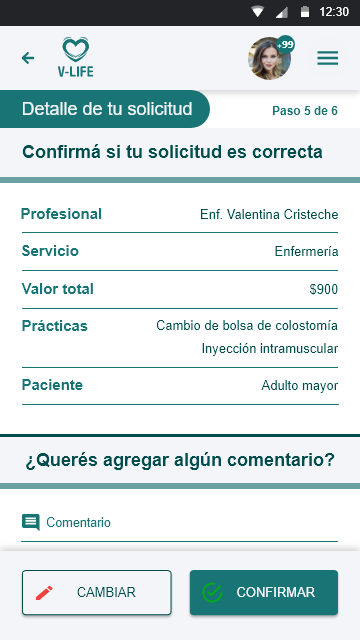 12:30
+99
V-LIFE
Detalle de tu solicitud
Paso 5 de 6
Confirmá si tu solicitud es correcta
Profesional Enf. Valentina Cristeche
Servicio Enfermería
Valor total $900
Prácticas Cambio de bolsa de colostomía
Inyección intramuscular
Paciente Adulto mayor
¿Querés agregar algún comentario?
Comentario
CAMBIAR CONFIRMAR